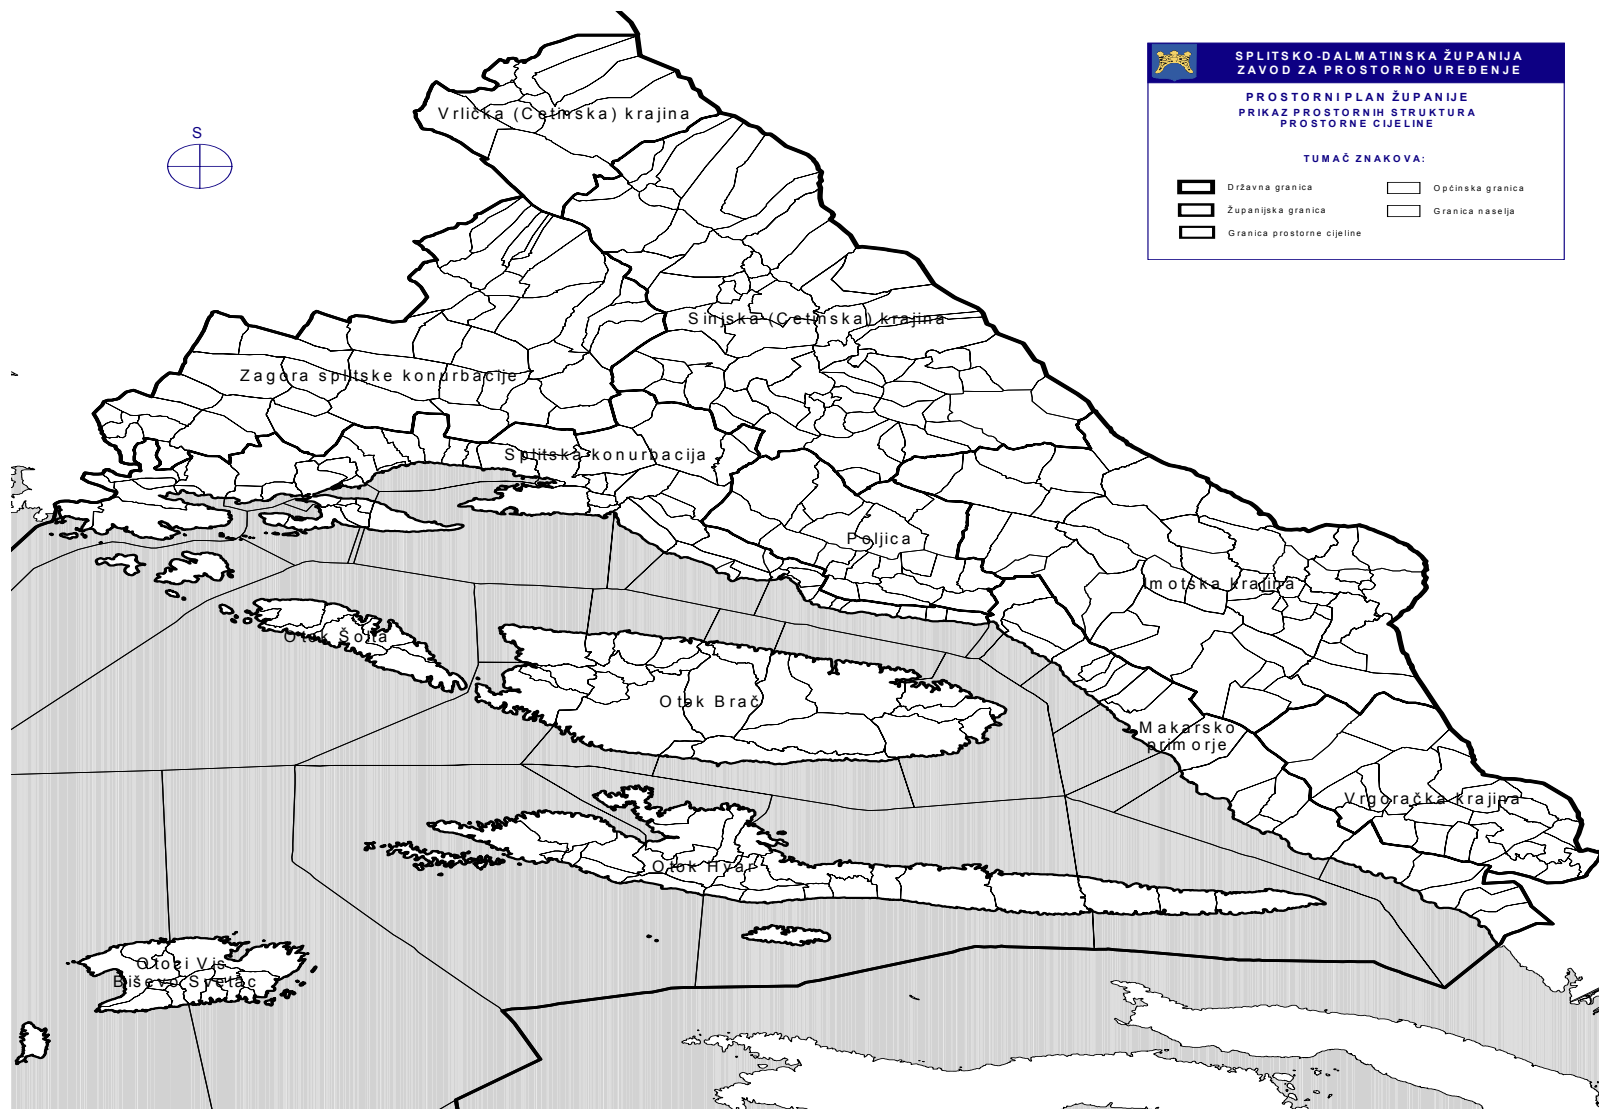 SPLITSKO-DALMATINSKA ŽUPANIJA
ZAVOD ZA PROSTORNO UREĐENJE
PROSTORNI PLAN ŽUPANIJE
PRIKAZ PROSTORNIH STRUKTURA
PROSTORNE CIJELINE
TUMAČ ZNAKOVA:
Državna granica
Općinska granica
Županijska granica
Granica naselja
Granica prostorne cijeline
S
Vrlička (Cetinska) krajina
Sinjska (Cetinska) krajina
Zagora splitske konurbacije
Splitska konurbacija
Poljica
Imotska krajina
Otok Šolta
Otok Brač
Makarsko
primorje
Vrgoračka krajina
Otok Hvar
Otoci Vis
Biševo Svetac